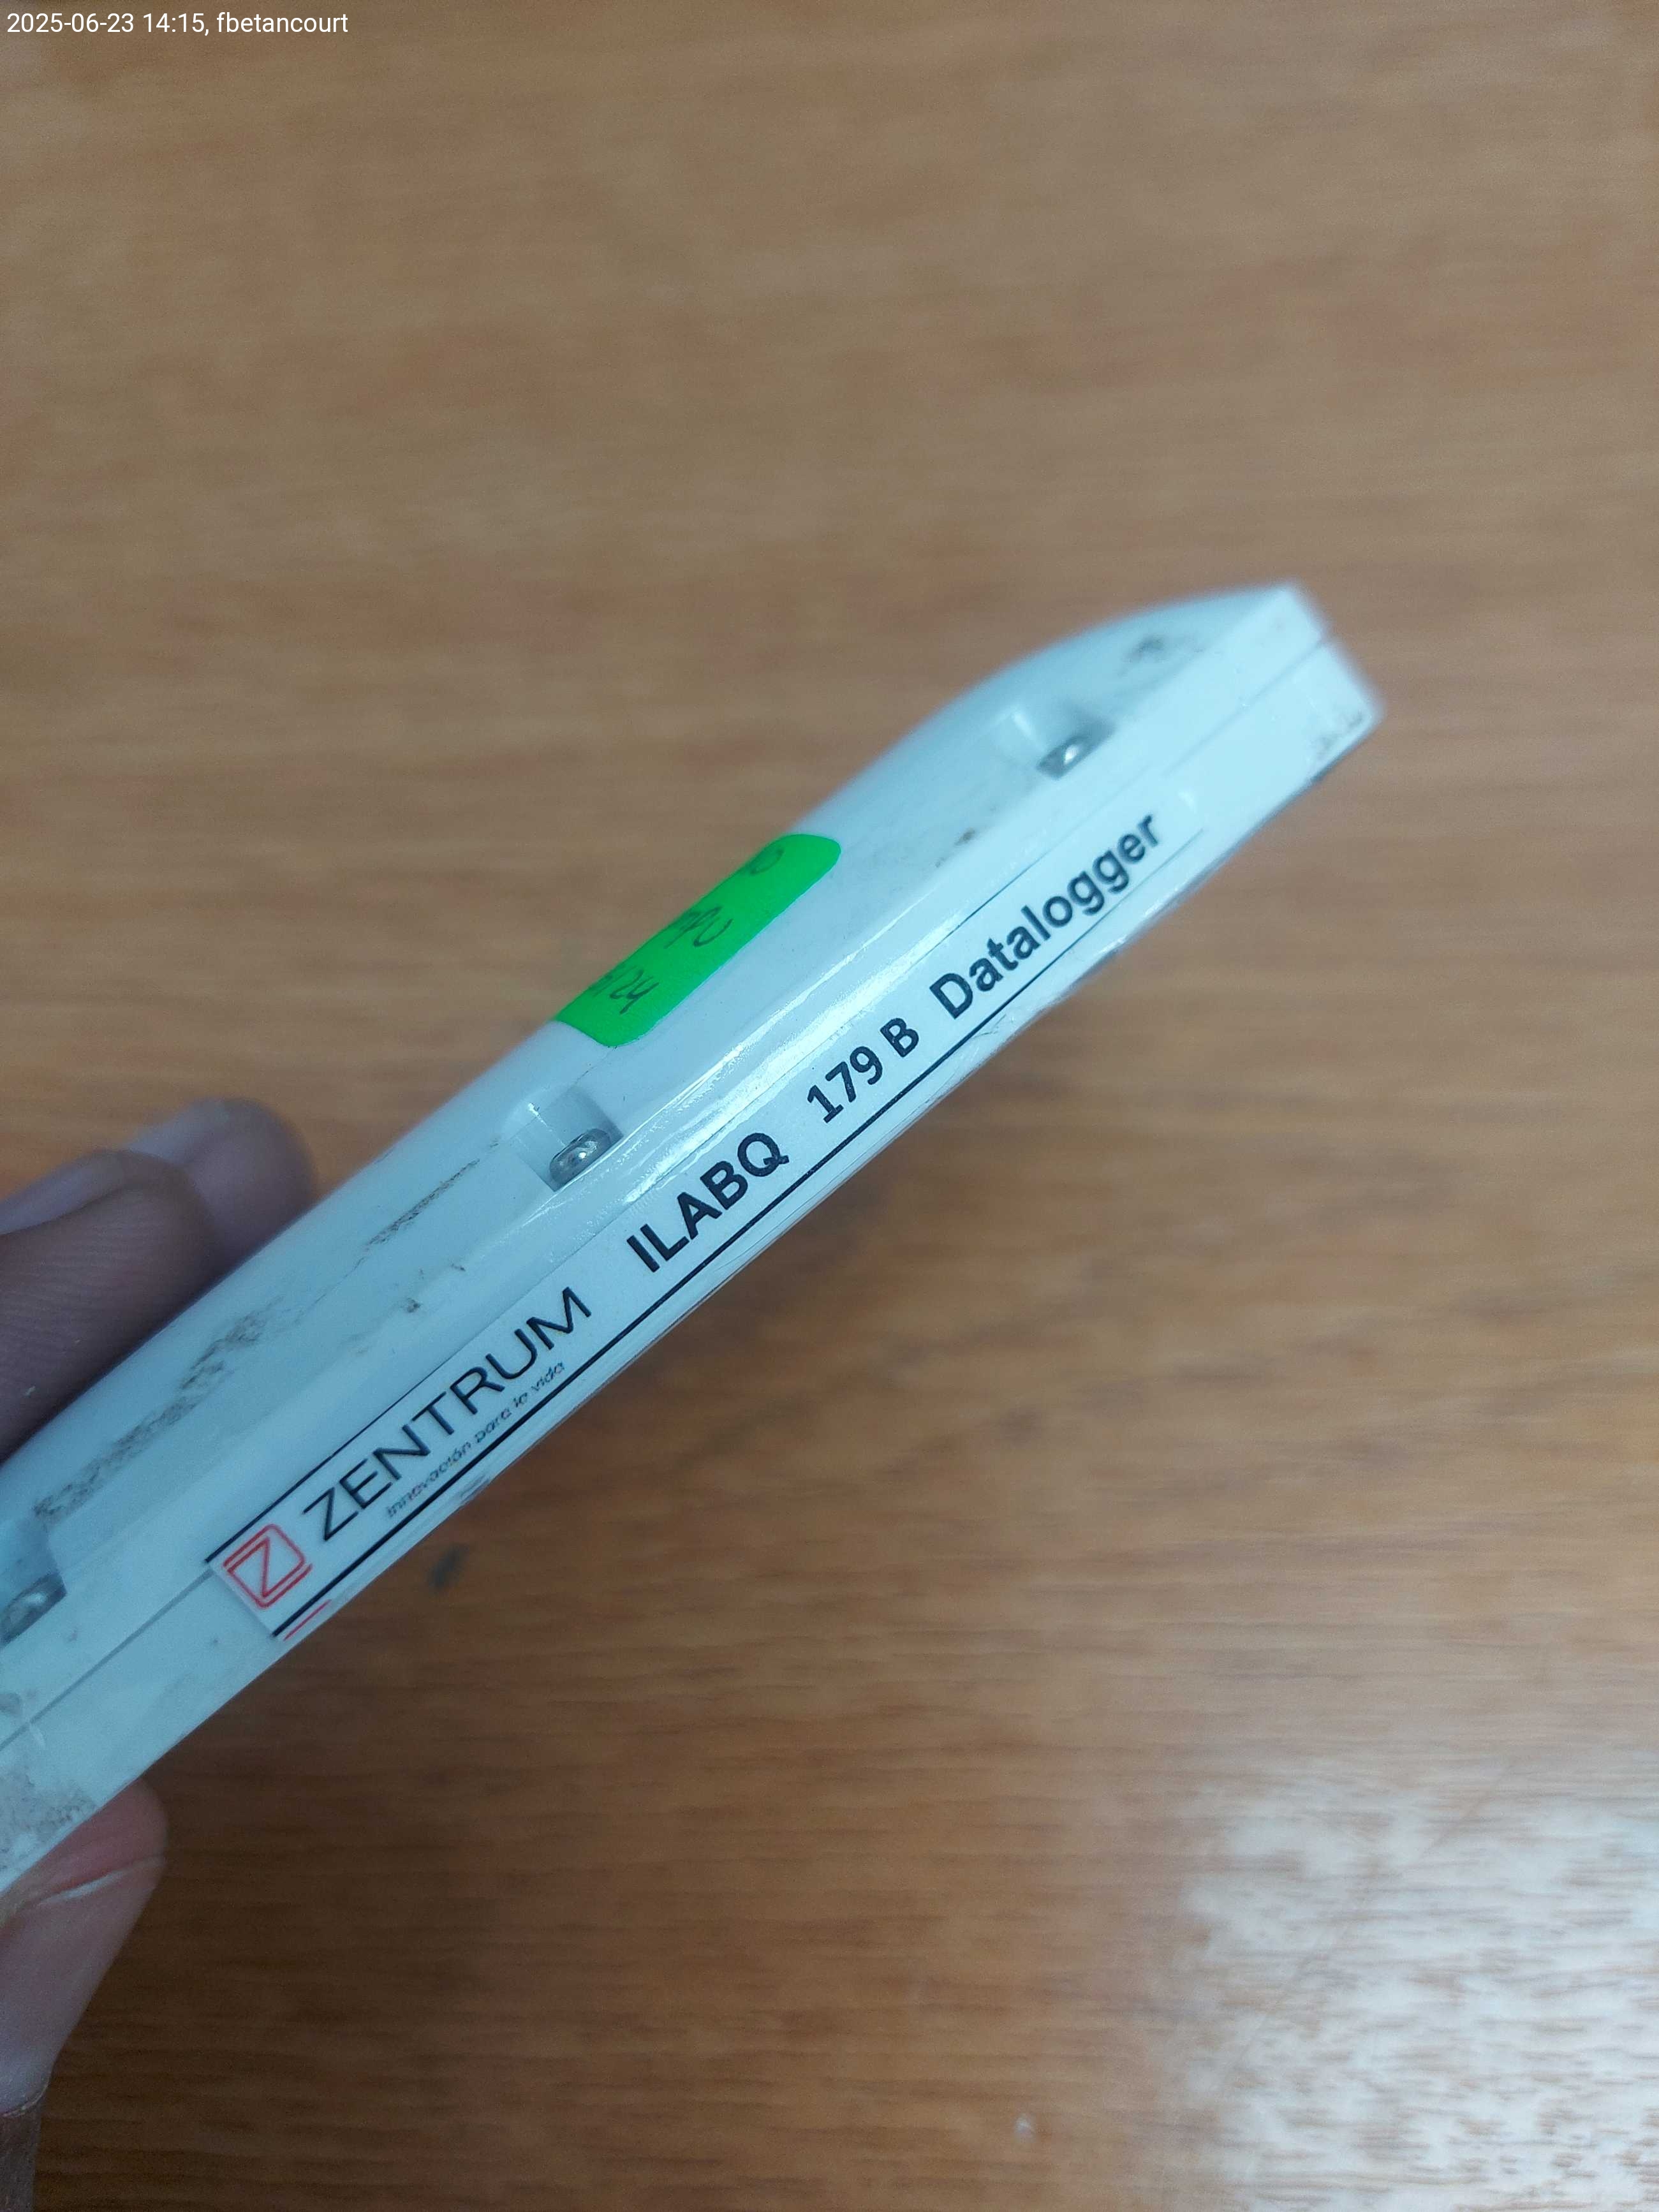 2025-06-23 14:15, fbetancourt
Z ZENTRUM ILABQ 179 B Datalogger
innovación para la vida